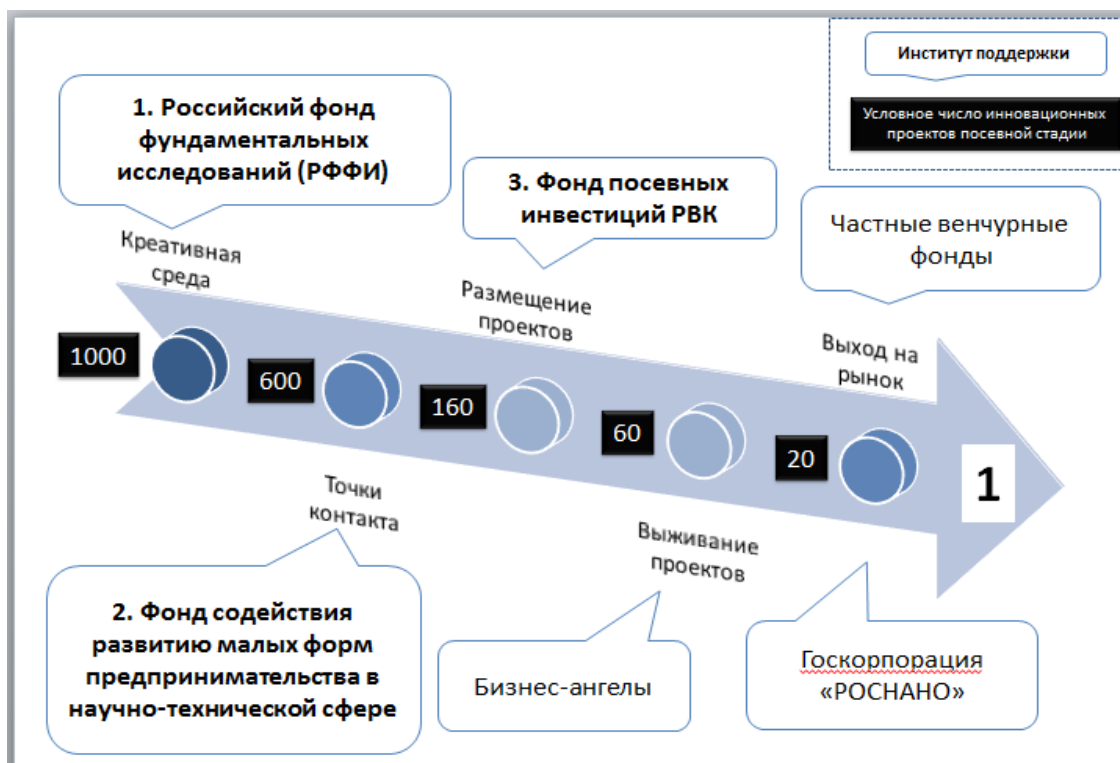 Институт поддержки
Условное число инновационных
проектов посевной стадии
1. Российский фонд
фундаментальных
исследований (РФФИ)
3. Фонд посевных
инвестиций РВК
Частные венчурные
фонды
Креативная
среда
Размещение
проектов
Выход на
рынок
1000
600
160
60
20
1
Точки
контакта
Выживание
проектов
2. Фонд содействия
развитию малых форм
предпринимательства в
научно-технической сфере
Бизнес-ангелы
Госкорпорация
«РОСНАНО»